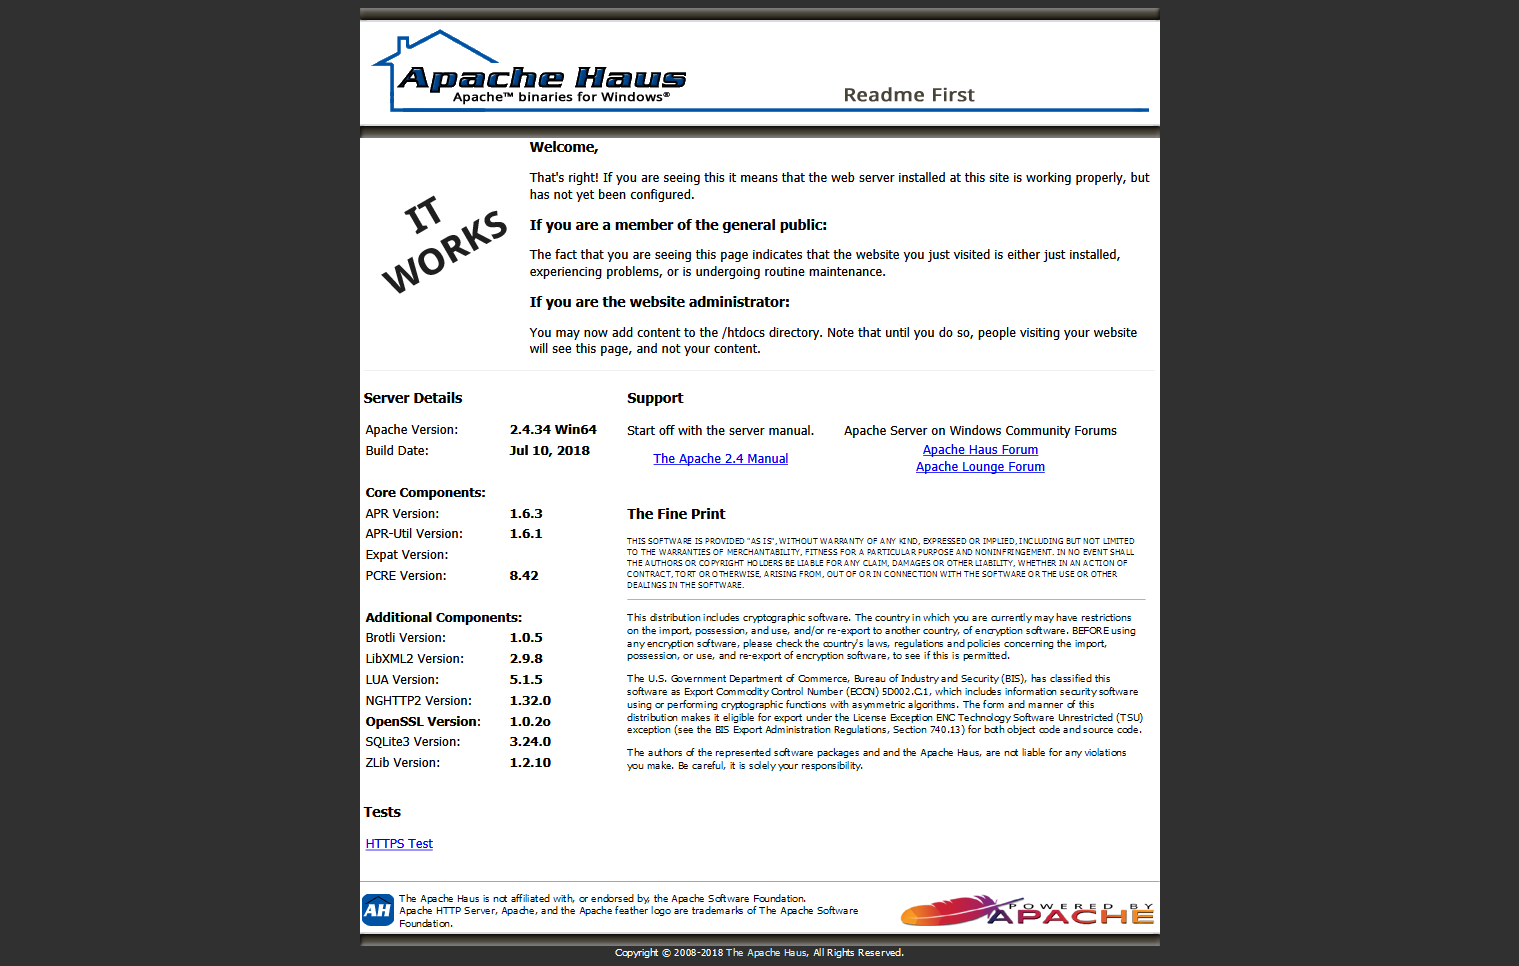 Apache Haus
Apache™ binaries for Windows®
Readme First
Welcome,
That's right! If you are seeing this it means that the web server installed at this site is working properly, but
has not yet been configured.
IT
WORKS
If you are a member of the general public:
The fact that you are seeing this page indicates that the website you just visited is either just installed,
experiencing problems, or is undergoing routine maintenance.
If you are the website administrator:
You may now add content to the /htdocs directory. Note that until you do so, people visiting your website
will see this page, and not your content.
Server Details
Apache Version: 2.4.34 Win64
Build Date: Jul 10, 2018
Core Components:
APR Version: 1.6.3
APR-Util Version: 1.6.1
Expat Version:
PCRE Version: 8.42
Additional Components:
Brotli Version: 1.0.5
LibXML2 Version: 2.9.8
LUA Version: 5.1.5
NGHTTP2 Version: 1.32.0
OpenSSL Version: 1.0.2o
SQLite3 Version: 3.24.0
ZLib Version: 1.2.10
Tests
HTTPS Test
Support
Start off with the server manual.
The Apache 2.4 Manual
Apache Server on Windows Community Forums
Apache Haus Forum
Apache Lounge Forum
The Fine Print
THIS SOFTWARE IS PROVIDED "AS IS", WITHOUT WARRANTY OF ANY KIND, EXPRESSED OR IMPLIED, INCLUDING BUT NOT LIMITED
TO THE WARRANTIES OF MERCHANTABILITY, FITNESS FOR A PARTICULAR PURPOSE AND NONINFRINGEMENT. IN NO EVENT SHALL
THE AUTHORS OR COPYRIGHT HOLDERS BE LIABLE FOR ANY CLAIM, DAMAGES OR OTHER LIABILITY, WHETHER IN AN ACTION OF
CONTRACT, TORT OR OTHERWISE, ARISING FROM, OUT OF OR IN CONNECTION WITH THE SOFTWARE OR THE USE OR OTHER
DEALINGS IN THE SOFTWARE.
This distribution includes cryptographic software. The country in which you are currently may have restrictions
on the import, possession, and use, and/or re-export to another country, of encryption software. BEFORE using
any encryption software, please check the country's laws, regulations and policies concerning the import,
possession, or use, and re-export of encryption software, to see if this is permitted.
The U.S. Government Department of Commerce, Bureau of Industry and Security (BIS), has classified this
software as Export Commodity Control Number (ECCN) 5D002.C.1, which includes information security software
using or performing cryptographic functions with asymmetric algorithms. The form and manner of this
distribution makes it eligible for export under the License Exception ENC Technology Software Unrestricted (TSU)
exception (see the BIS Export Administration Regulations, Section 740.13) for both object code and source code.
The authors of the represented software packages and and the Apache Haus, are not liable for any violations
you make. Be careful, it is solely your responsibility.
AH
The Apache Haus is not affiliated with, or endorsed by, the Apache Software Foundation.
Apache HTTP Server, Apache, and the Apache feather logo are trademarks of The Apache Software
Foundation.
POWERED BY
APACHE
Copyright © 2008-2018 The Apache Haus, All Rights Reserved.